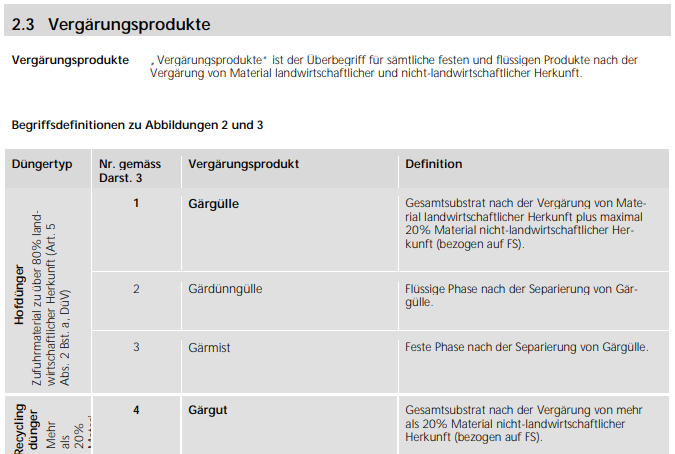 2.3 Vergärungsprodukte
Vergärungsprodukte
„Vergärungsprodukte“ ist der Überbegriff für sämtliche festen und flüssigen Produkte nach der
Vergärung von Material landwirtschaftlicher und nicht-landwirtschaftlicher Herkunft.
Begriffsdefinitionen zu Abbildungen 2 und 3
Düngertyp
Nr. gemäss
Darst. 3
Vergärungsprodukt
Definition
Hofdünger
Zufuhrmaterial zu über 80% land-
wirtschaftlicher Herkunft (Art. 5
Abs. 2 Bst. a, DüV)
1
Gärgülle
Gesamtsubstrat nach der Vergärung von Mate-
rial landwirtschaftlicher Herkunft plus maximal
20% Material nicht-landwirtschaftlicher Her-
kunft (bezogen auf FS).
2
Gärdünngülle
Flüssige Phase nach der Separierung von Gär-
gülle.
3
Gärmist
Feste Phase nach der Separierung von Gärgülle.
Recycling
dünger
Mehr
als
20%
4
Gärgut
Gesamtsubstrat nach der Vergärung von mehr
als 20% Material nicht-landwirtschaftlicher
Herkunft (bezogen auf FS).